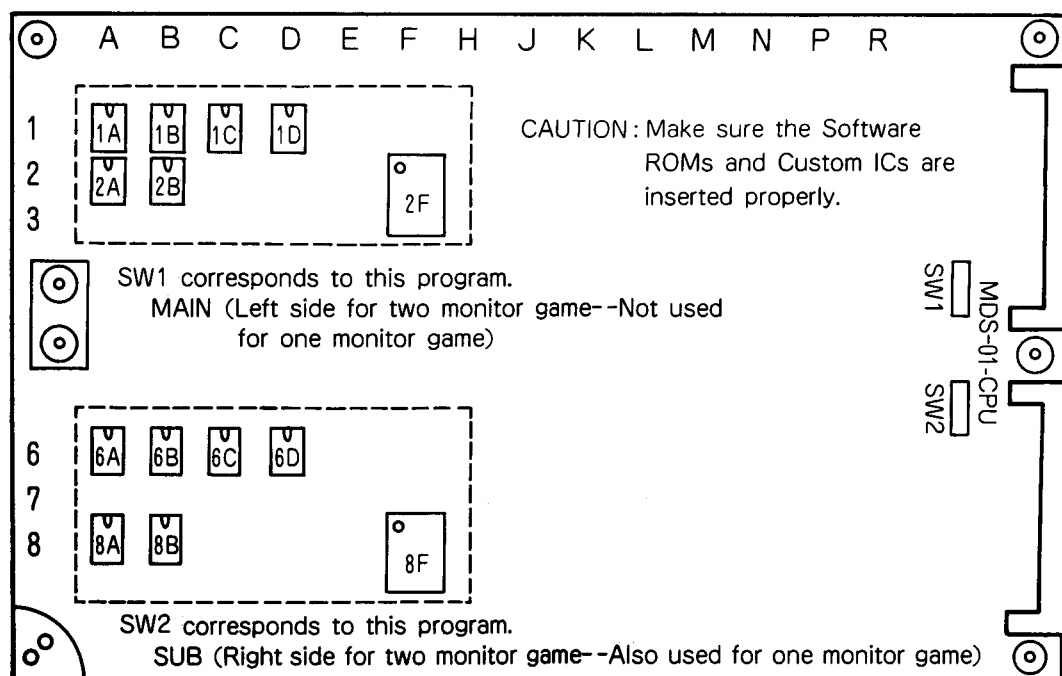 A B C D E F H J K L M N P R
1
1A 1B 1C 1D
CAUTION: Make sure the Software
ROMs and Custom ICs are
inserted properly.
2
2A 2B
2F
3
SW1 corresponds to this program.
MAIN (Left side for two monitor game--Not used
for one monitor game)
SW1
MDS-01-CPU
SW2
6
6A 6B 6C 6D
7
8
8A 8B
8F
SW2 corresponds to this program.
SUB (Right side for two monitor game--Also used for one monitor game)